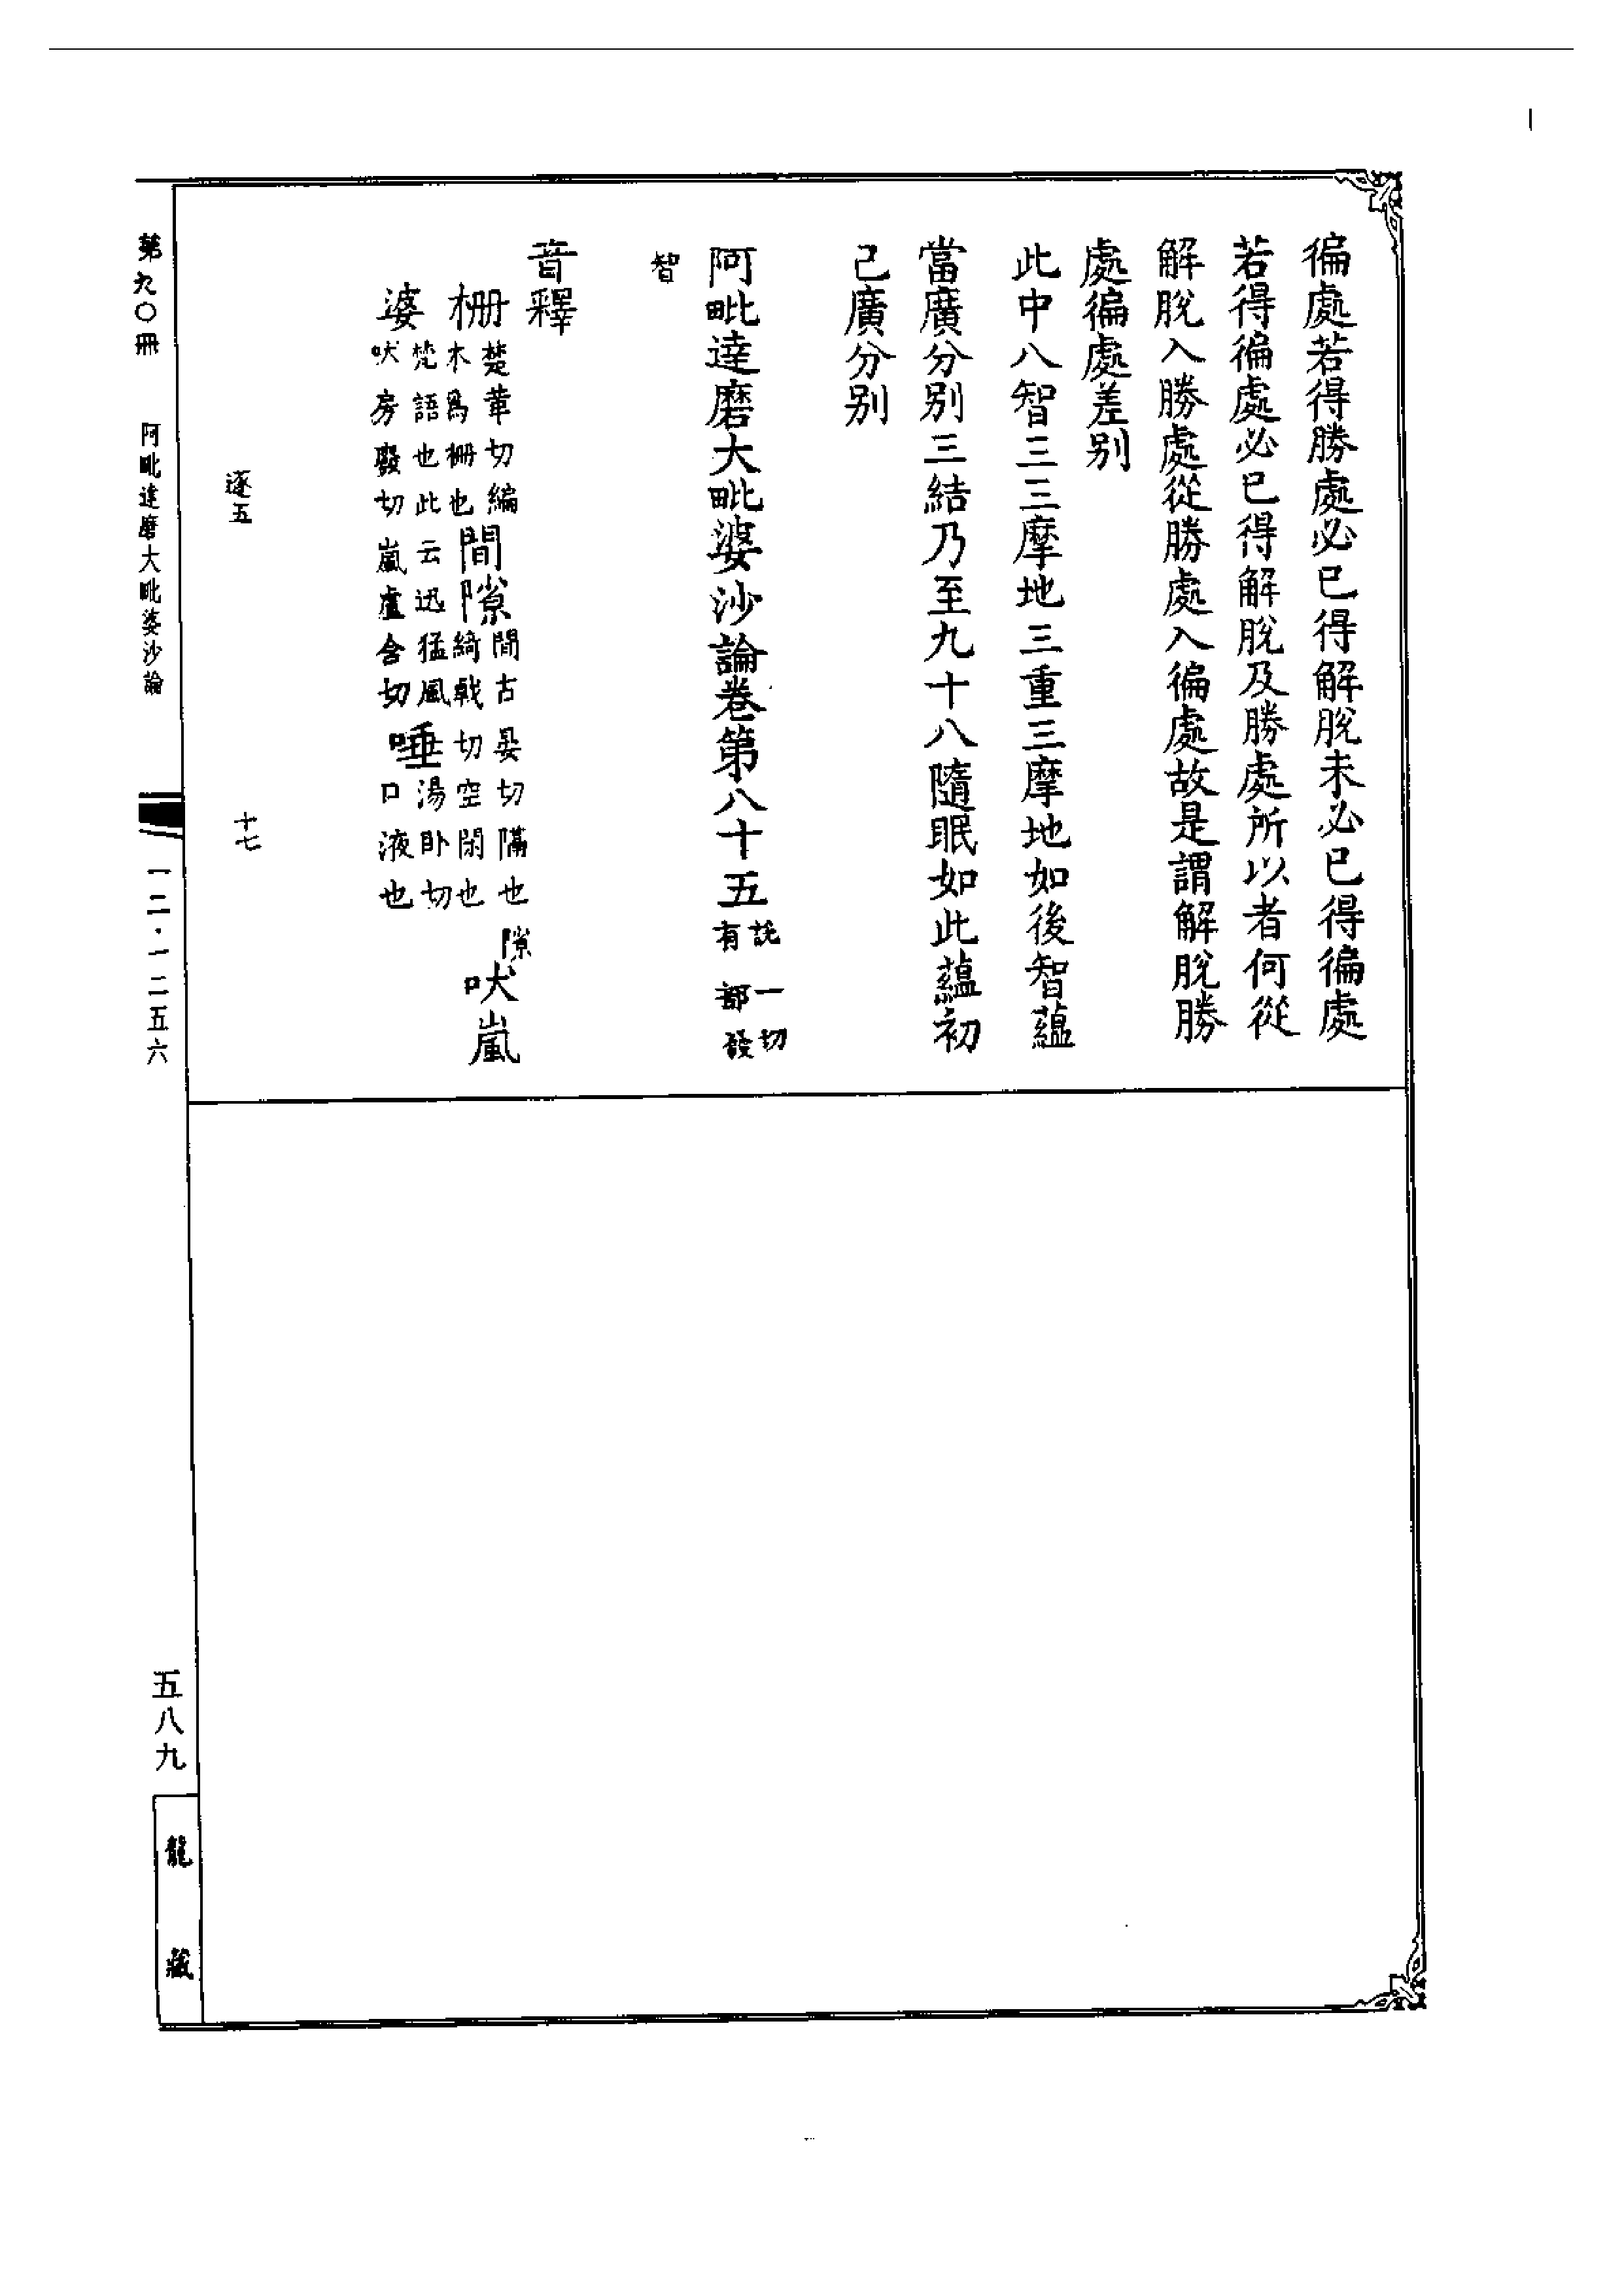 徧處若得勝處必已得解脫未必已得徧處
若得徧處必已得解脫及勝處所以者何從
解脫入勝處從勝處入徧處故是謂解脫勝
處徧處差別
此中八智三三摩地三重三摩地如後智蘊
當廣分別三結乃至九十八隨眠如此蘊初
已廣分別
阿毗達磨大毗婆沙論卷第八十五 說一切有部發
智
音釋
柵 楚革切編木爲柵也 間隙 間古晏切隔也隙綺戟切空閑也 吠嵐
婆 梵語也此云迅猛風吠房廢切嵐盧含切 唾 湯臥切口液也
逐五 十七
第九〇冊 阿毗達磨大毗婆沙論 一二·一二五六 五八九 龍藏